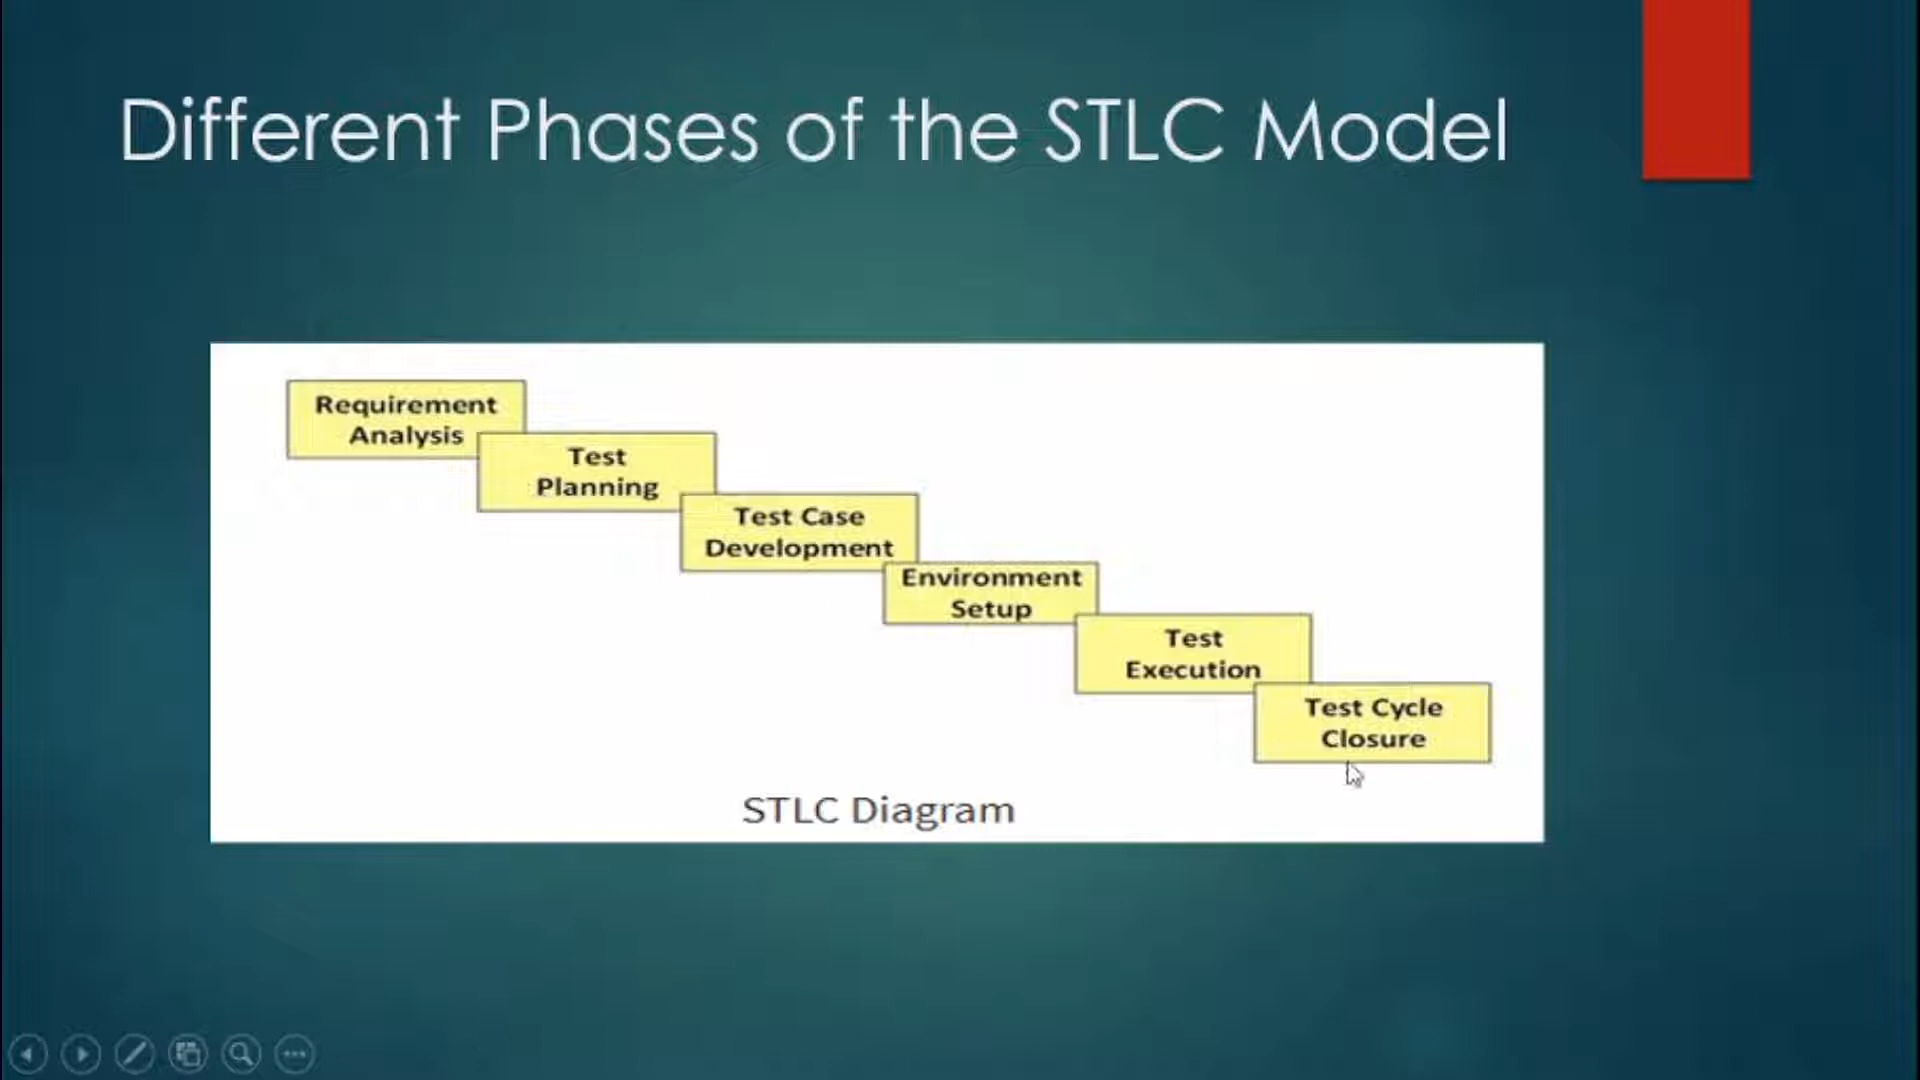 Different Phases of the STLC Model
Requirement
Analysis
Test
Planning
Test Case
Development
Environment
Setup
Test
Execution
Test Cycle
Closure
STLC Diagram